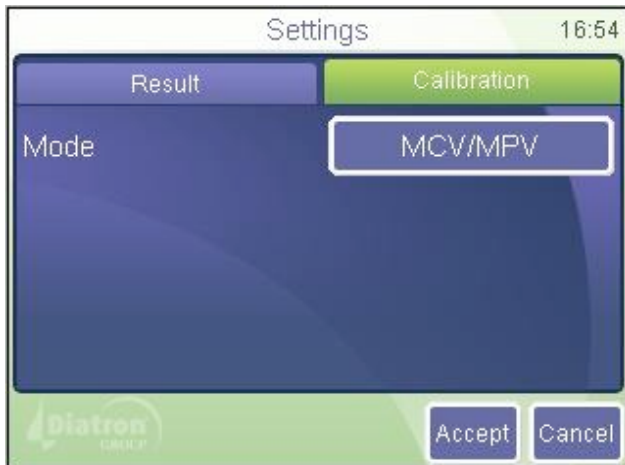 Settings 16:54
Result Calibration
Mode MCV/MPV
Diatron
GROUP
Accept Cancel